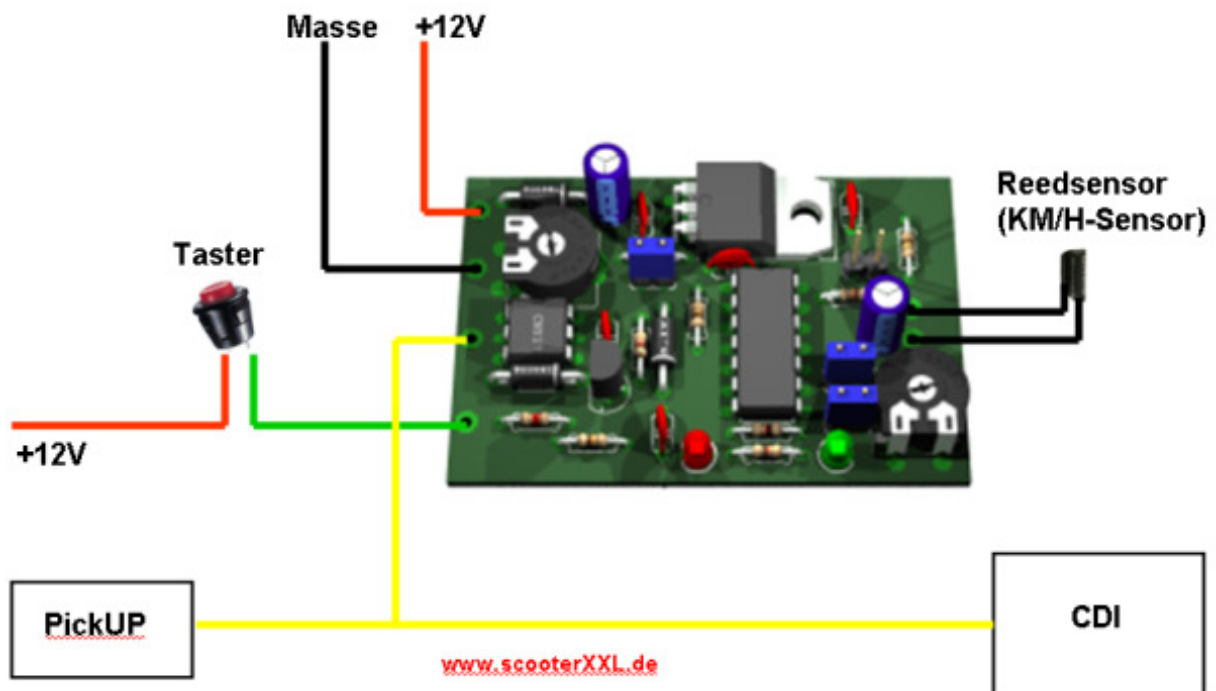 Masse +12V
Reedsensor
(KM/H-Sensor)
Taster
+12V
PickUP
CDI
www.scooterXXL.de